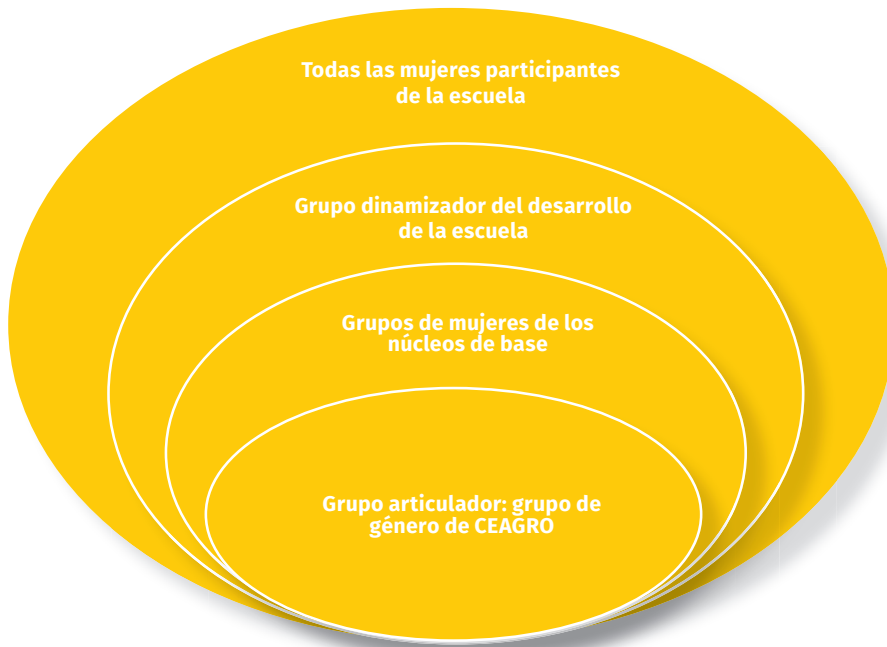 Todas las mujeres participantes
de la escuela
Grupo dinamizador del desarrollo
de la escuela
Grupos de mujeres de los
núcleos de base
Grupo articulador: grupo de
género de CEAGRO